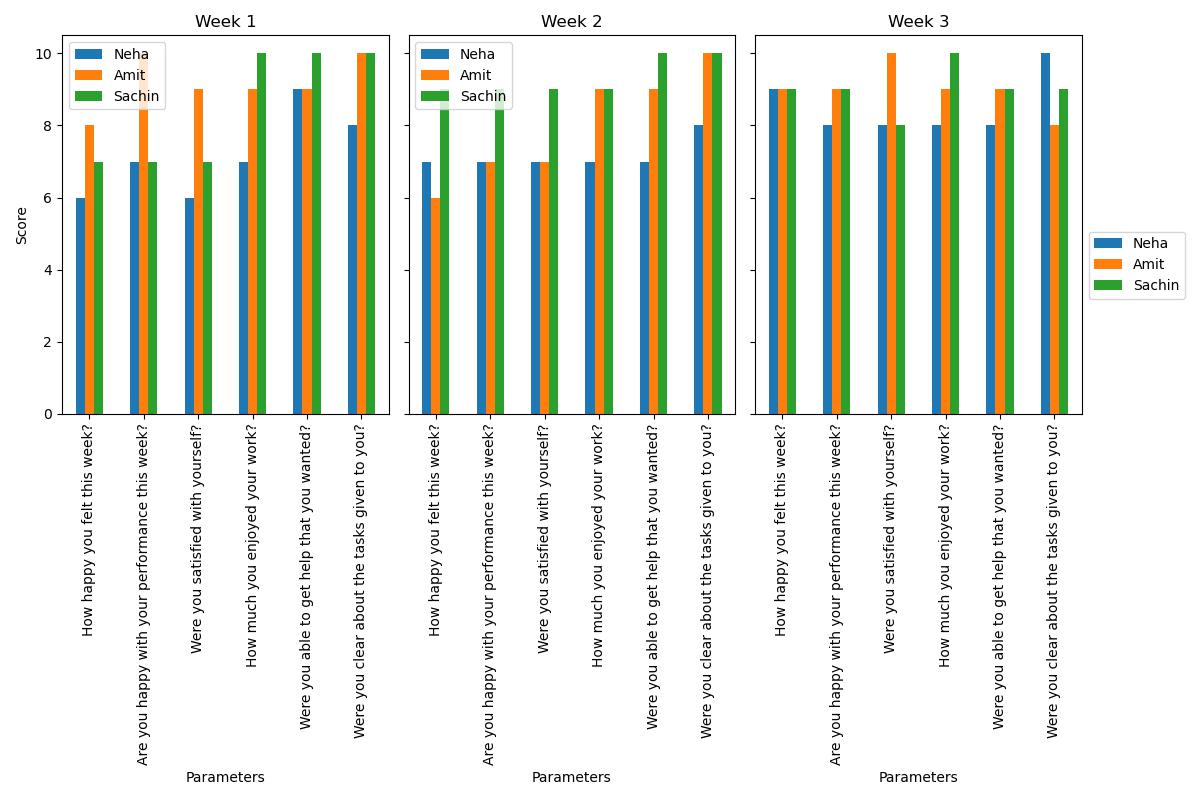 Week 1
Week 2
Week 3
Neha
Amit
Sachin
Neha
Amit
Sachin
Neha
Amit
Sachin
Score
10
8
6
4
2
0
How happy you felt this week?
Are you happy with your performance this week?
Were you satisfied with yourself?
How much you enjoyed your work?
Were you able to get help that you wanted?
Were you clear about the tasks given to you?
How happy you felt this week?
Are you happy with your performance this week?
Were you satisfied with yourself?
How much you enjoyed your work?
Were you able to get help that you wanted?
Were you clear about the tasks given to you?
How happy you felt this week?
Are you happy with your performance this week?
Were you satisfied with yourself?
How much you enjoyed your work?
Were you able to get help that you wanted?
Were you clear about the tasks given to you?
Parameters
Parameters
Parameters